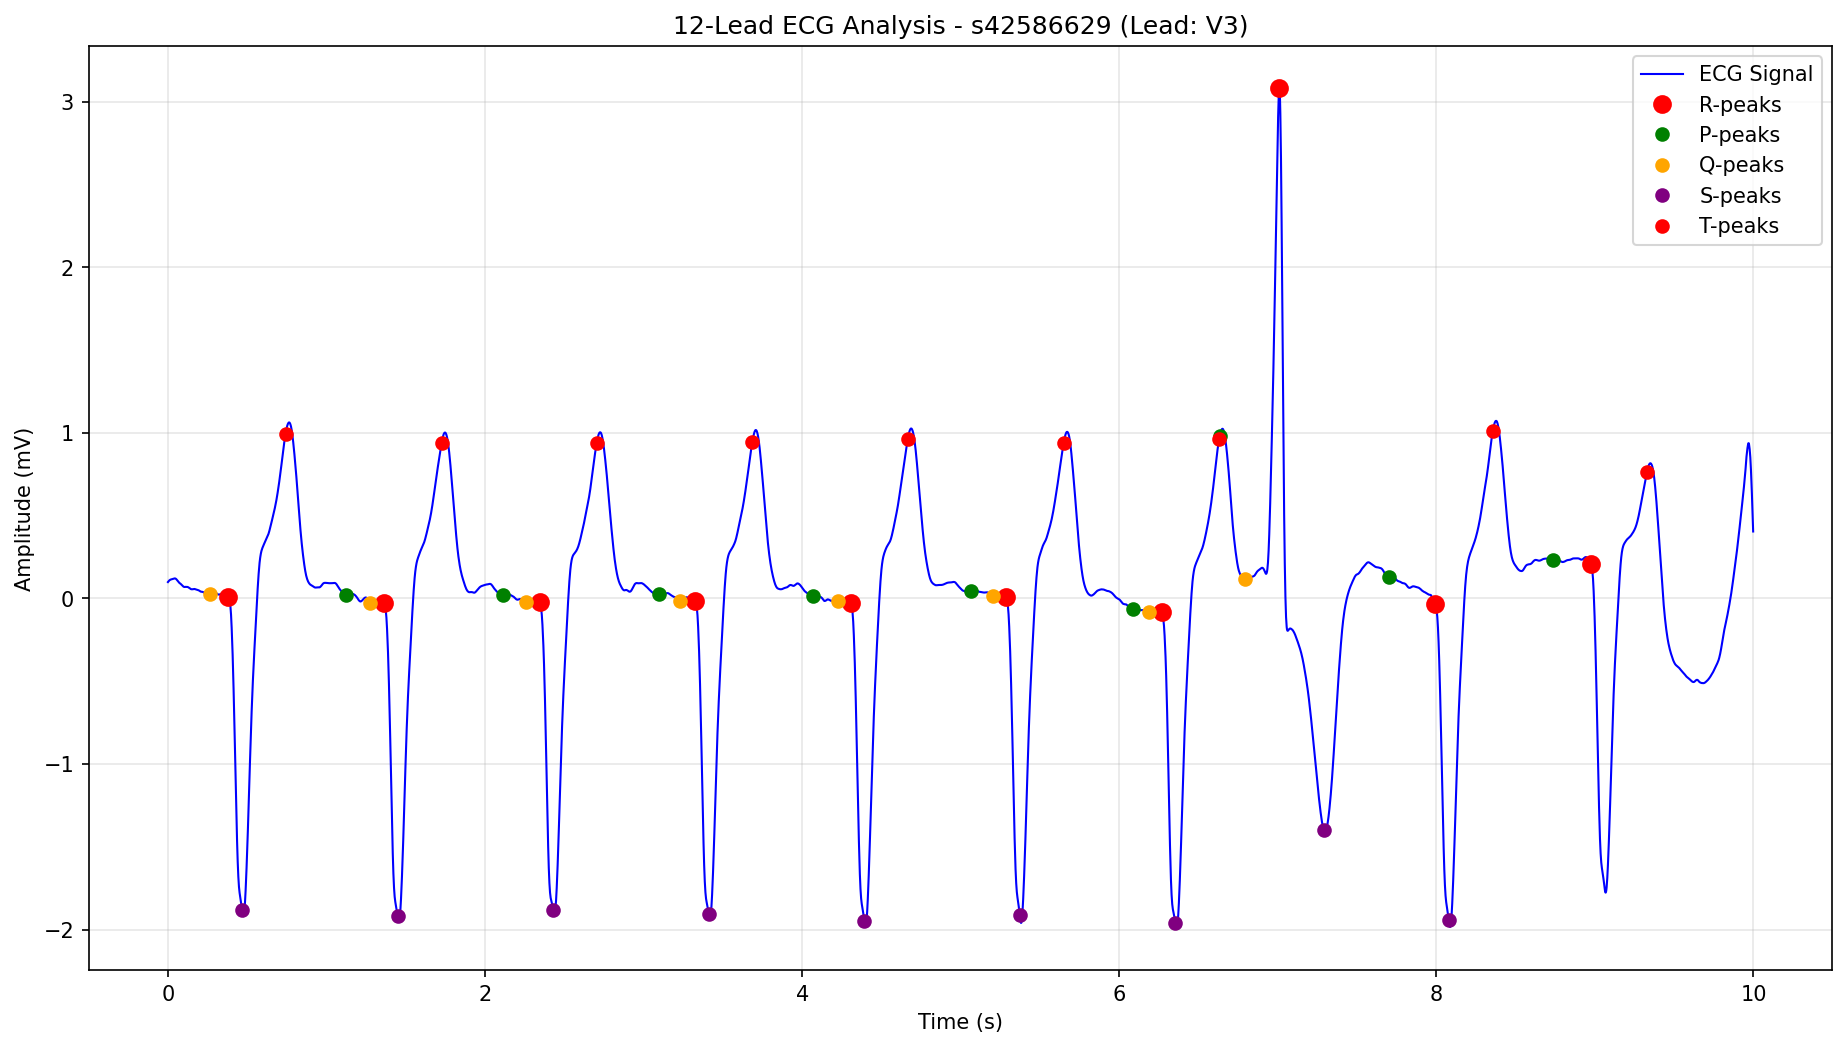 12-Lead ECG Analysis - s42586629 (Lead: V3)
ECG Signal
R-peaks
P-peaks
Q-peaks
S-peaks
T-peaks
3
2
1
0
−1
−2
Amplitude (mV)
0 2 4 6 8 10
Time (s)